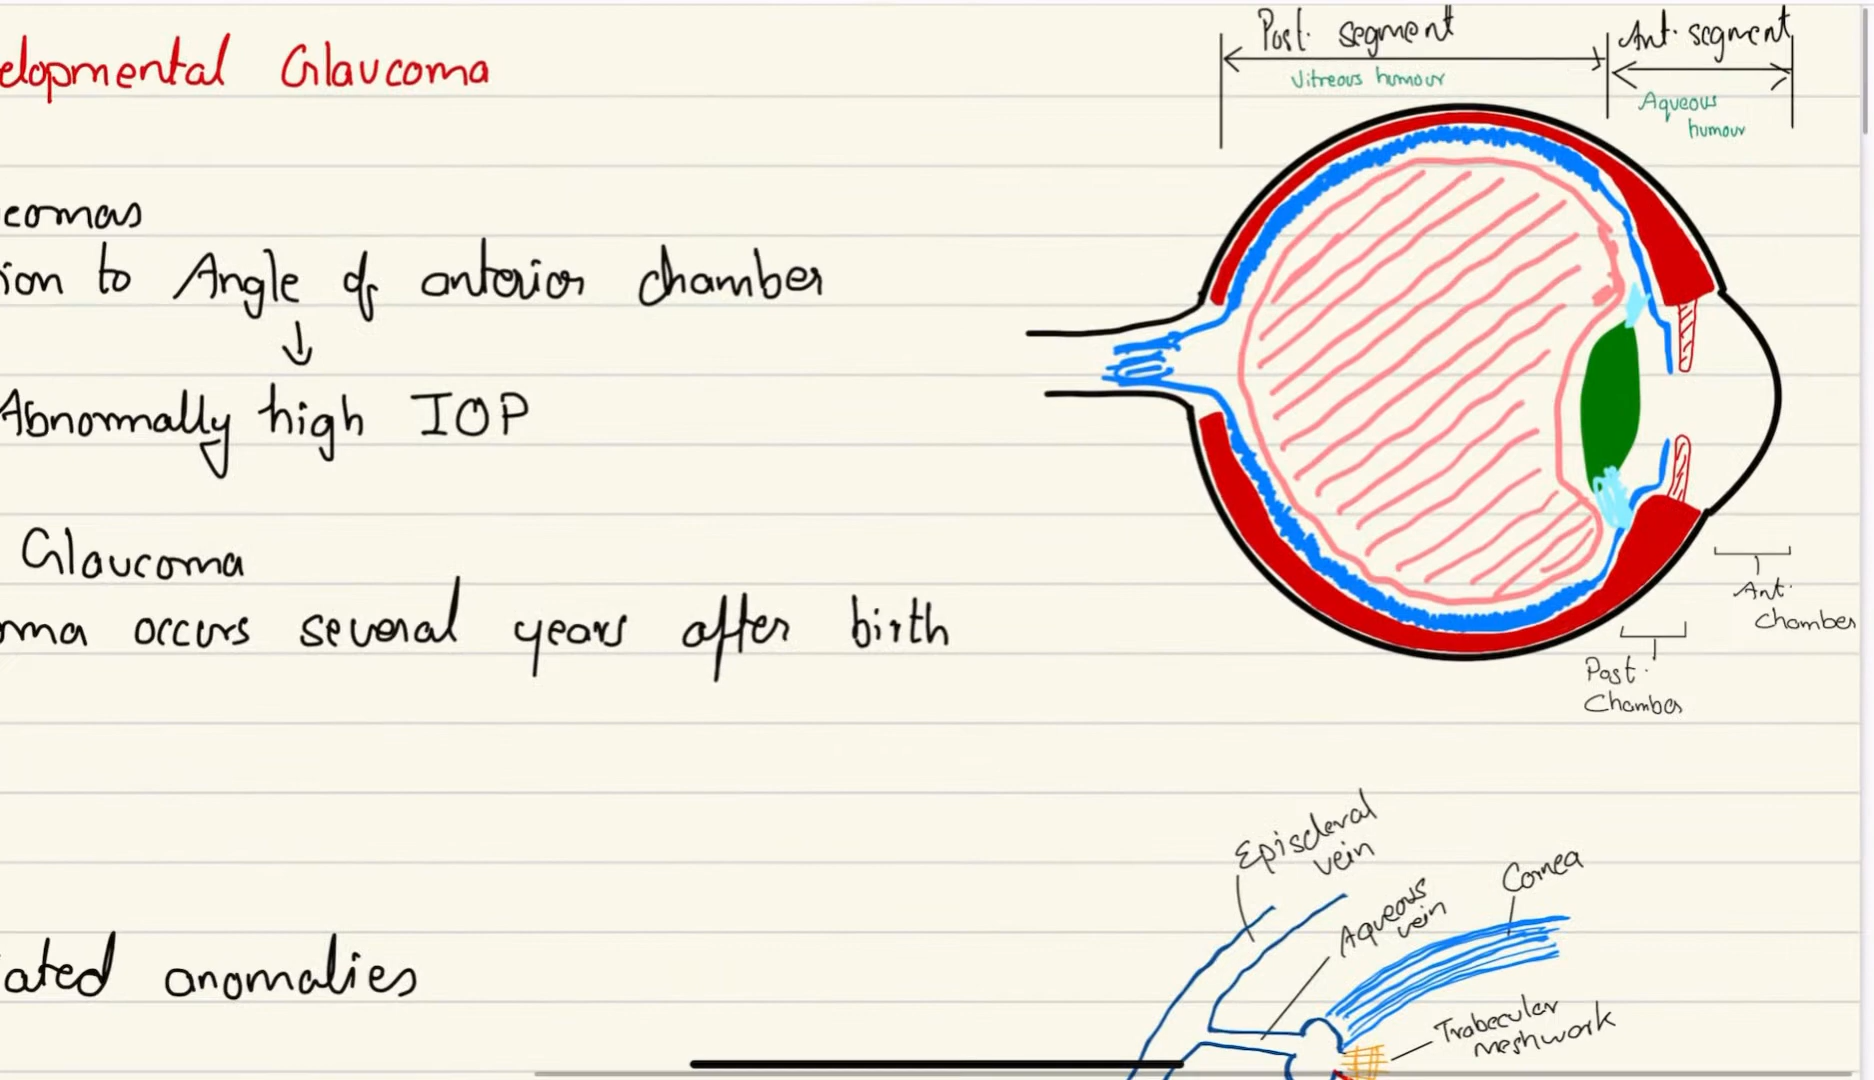 elopmental Glaucoma
comas
ion to Angle of anterior chamber
Abnormally high IOP
Glaucoma
ma occurs several years after birth
iated anomalies
Post. segment
Vitreous humour
Ant. segment
Aqueous
humour
Ant.
Chamber
Post.
Chamber
Episcleral
vein
Aqueous
vein
Cornea
Trabecular
meshwork